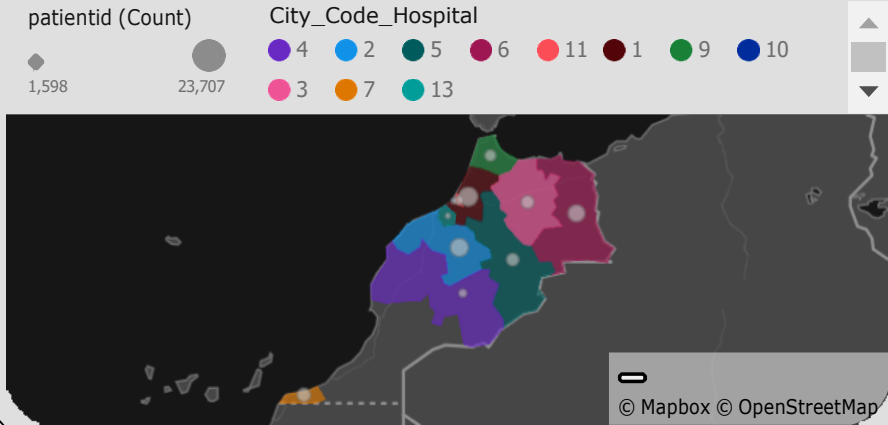 patientid (Count)
City_Code_Hospital
4 2 5 6 11 1 9 10
1,598 23,707
3 7 13
© Mapbox © OpenStreetMap